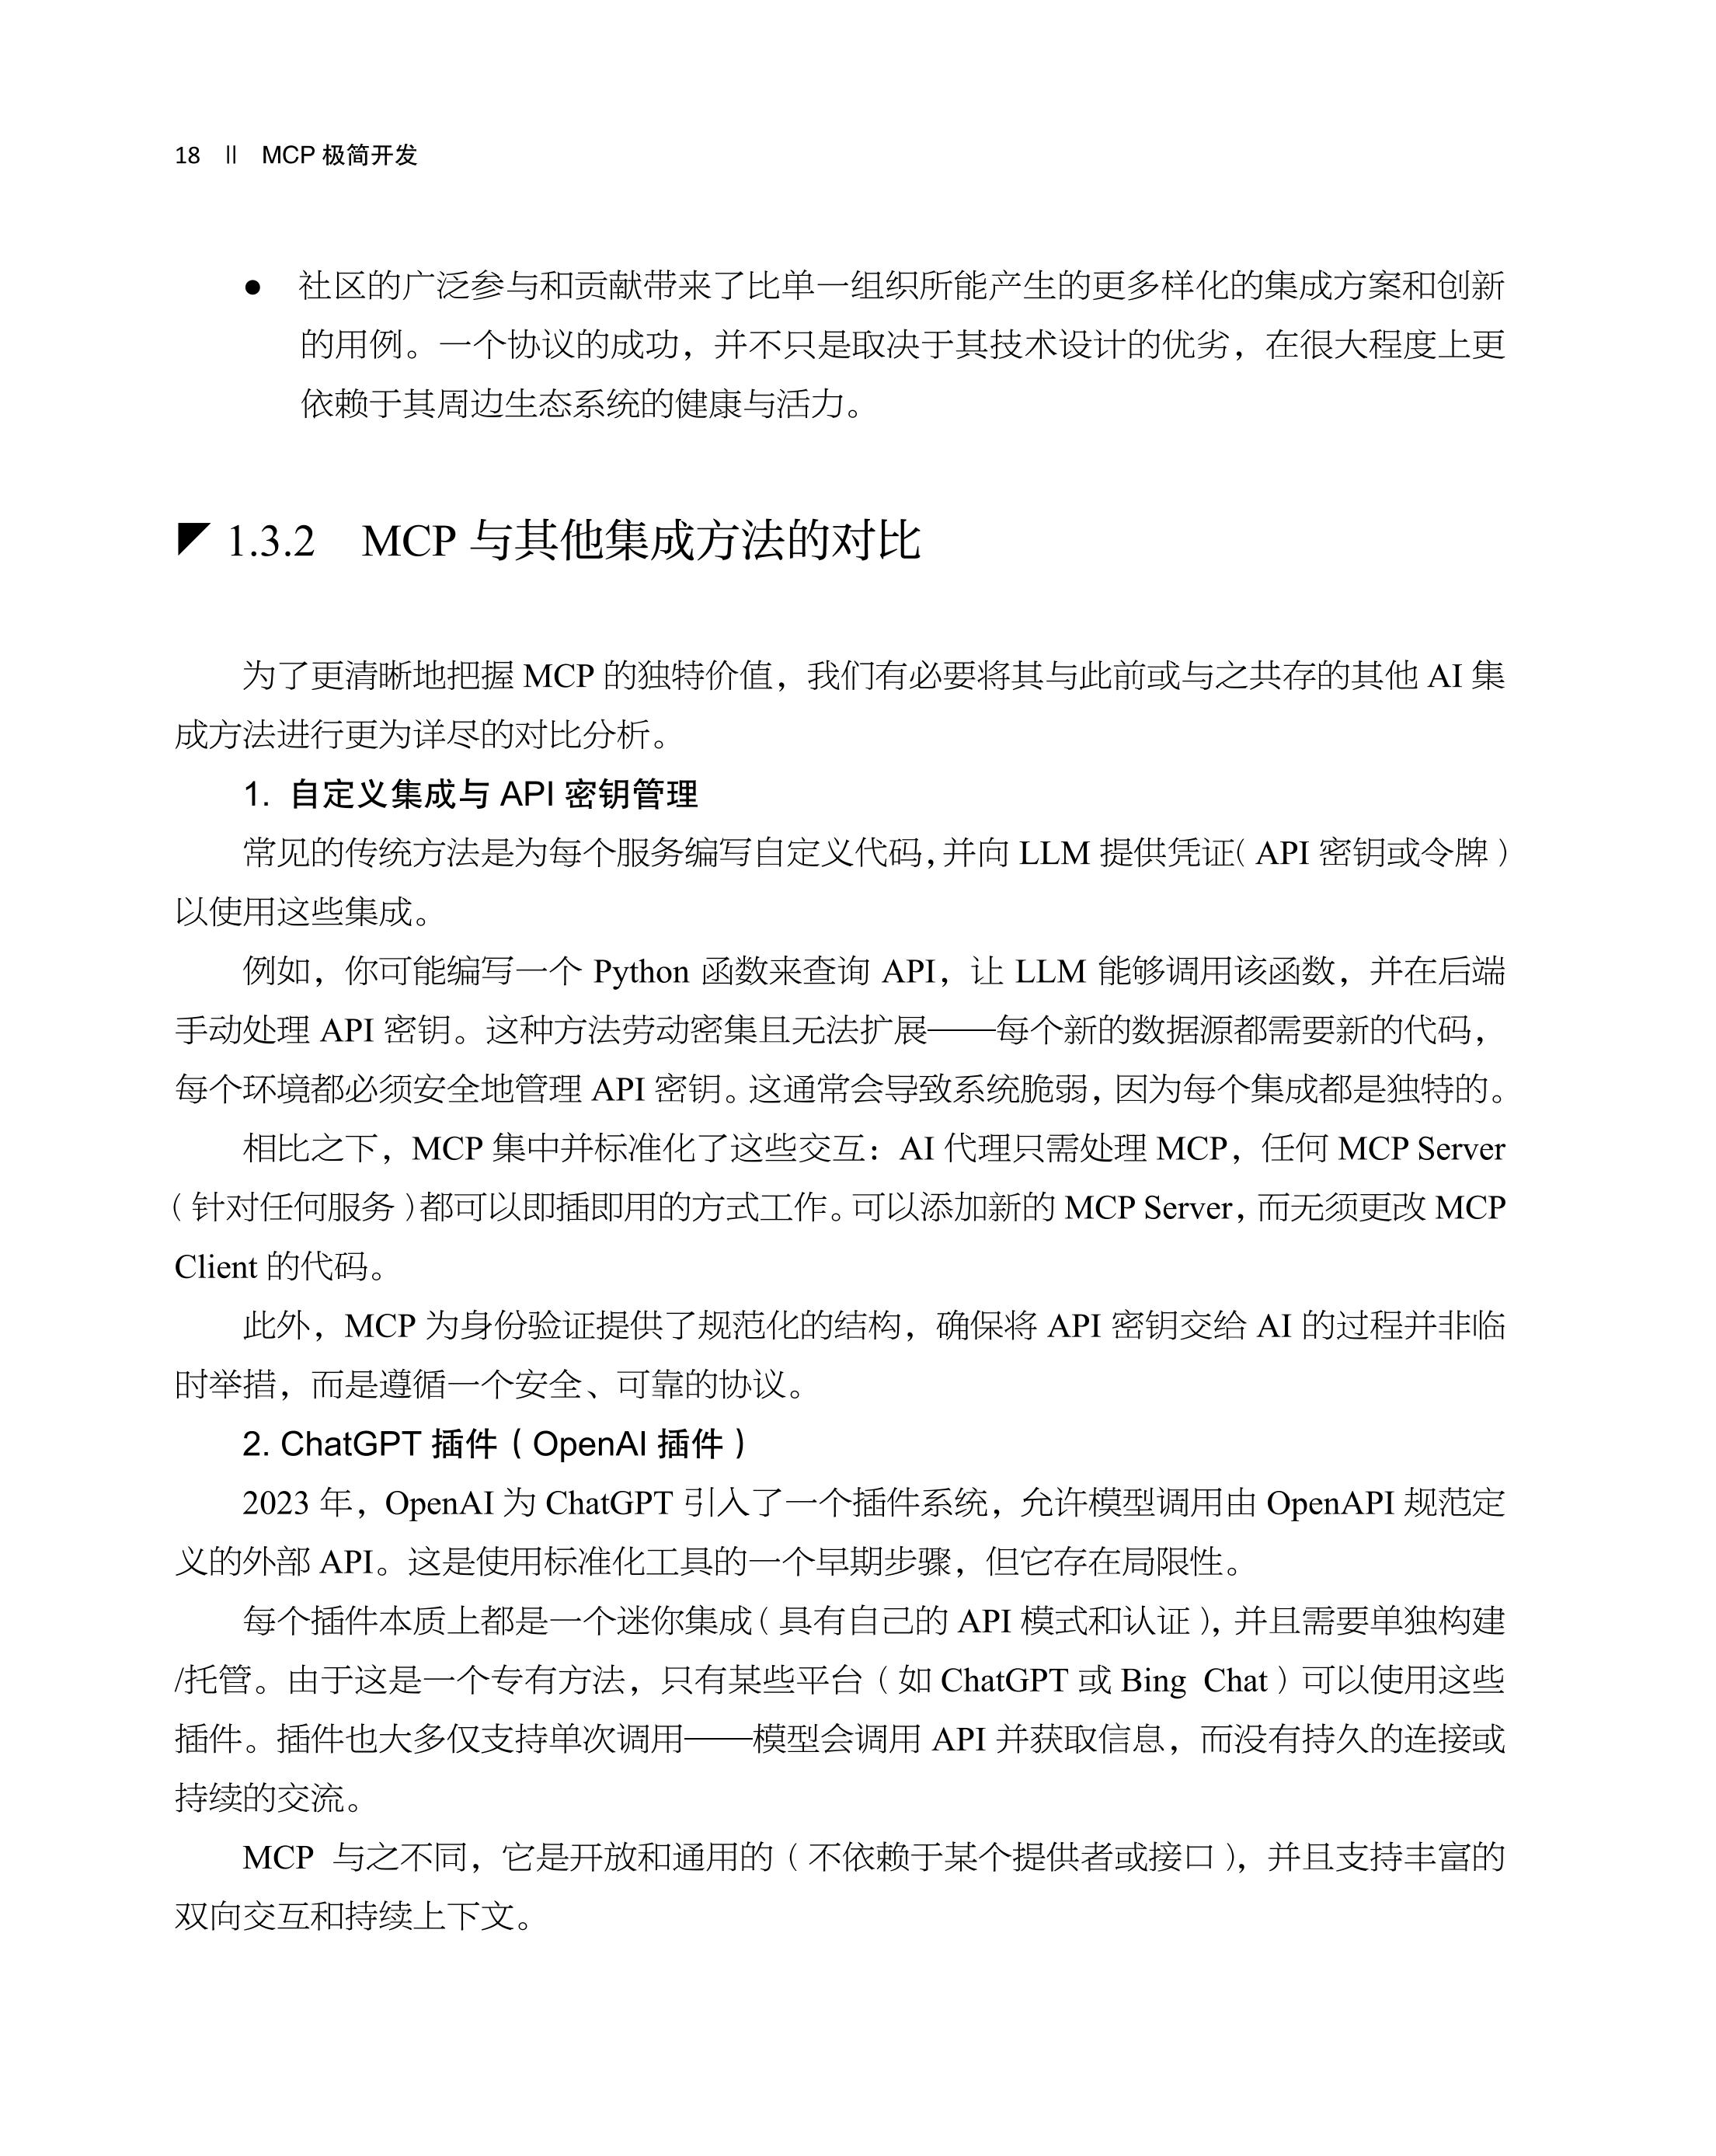 18 || MCP 极简开发
● 社区的广泛参与和贡献带来了比单一组织所能产生的更多样化的集成方案和创新
的用例。一个协议的成功，并不只是取决于其技术设计的优劣，在很大程度上更
依赖于其周边生态系统的健康与活力。
1.3.2 MCP 与其他集成方法的对比
为了更清晰地把握 MCP 的独特价值，我们有必要将其与此前或与之共存的其他 AI 集
成方法进行更为详尽的对比分析。
1. 自定义集成与 API 密钥管理
常见的传统方法是为每个服务编写自定义代码，并向 LLM 提供凭证（API 密钥或令牌）
以使用这些集成。
例如，你可能编写一个 Python 函数来查询 API，让 LLM 能够调用该函数，并在后端
手动处理 API 密钥。这种方法劳动密集且无法扩展——每个新的数据源都需要新的代码，
每个环境都必须安全地管理 API 密钥。这通常会导致系统脆弱，因为每个集成都是独特的。
相比之下，MCP 集中并标准化了这些交互：AI 代理只需处理 MCP，任何 MCP Server
（针对任何服务）都可以即插即用的方式工作。可以添加新的 MCP Server，而无须更改 MCP
Client 的代码。
此外，MCP 为身份验证提供了规范化的结构，确保将 API 密钥交给 AI 的过程并非临
时举措，而是遵循一个安全、可靠的协议。
2. ChatGPT 插件（OpenAI 插件）
2023 年，OpenAI 为 ChatGPT 引入了一个插件系统，允许模型调用由 OpenAPI 规范定
义的外部 API。这是使用标准化工具的一个早期步骤，但它存在局限性。
每个插件本质上都是一个迷你集成（具有自己的 API 模式和认证），并且需要单独构建
/托管。由于这是一个专有方法，只有某些平台（如 ChatGPT 或 Bing Chat）可以使用这些
插件。插件也大多仅支持单次调用——模型会调用 API 并获取信息，而没有持久的连接或
持续的交流。
MCP 与之不同，它是开放和通用的（不依赖于某个提供者或接口），并且支持丰富的
双向交互和持续上下文。